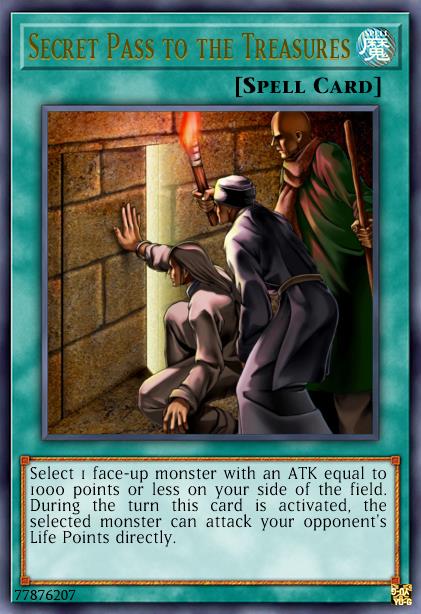 Secret Pass to the Treasures
SPELL
魔
[Spell Card]
Select 1 face-up monster with an ATK equal to
1000 points or less on your side of the field.
During the turn this card is activated, the
selected monster can attack your opponent's
Life Points directly.
77876207